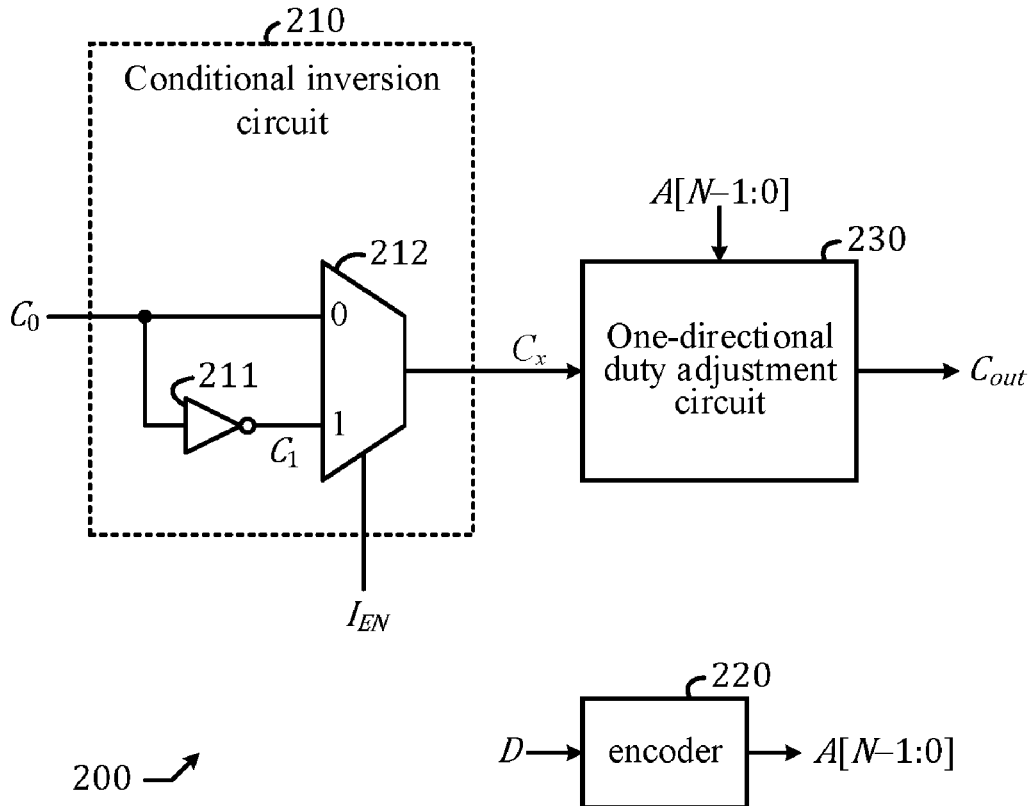 210
Conditional inversion
circuit
A[N–1:0]
212
230
C0
0
One-directional
duty adjustment
circuit
Cx
Cout
211
1
C1
IEN
220
D
encoder
A[N–1:0]
200